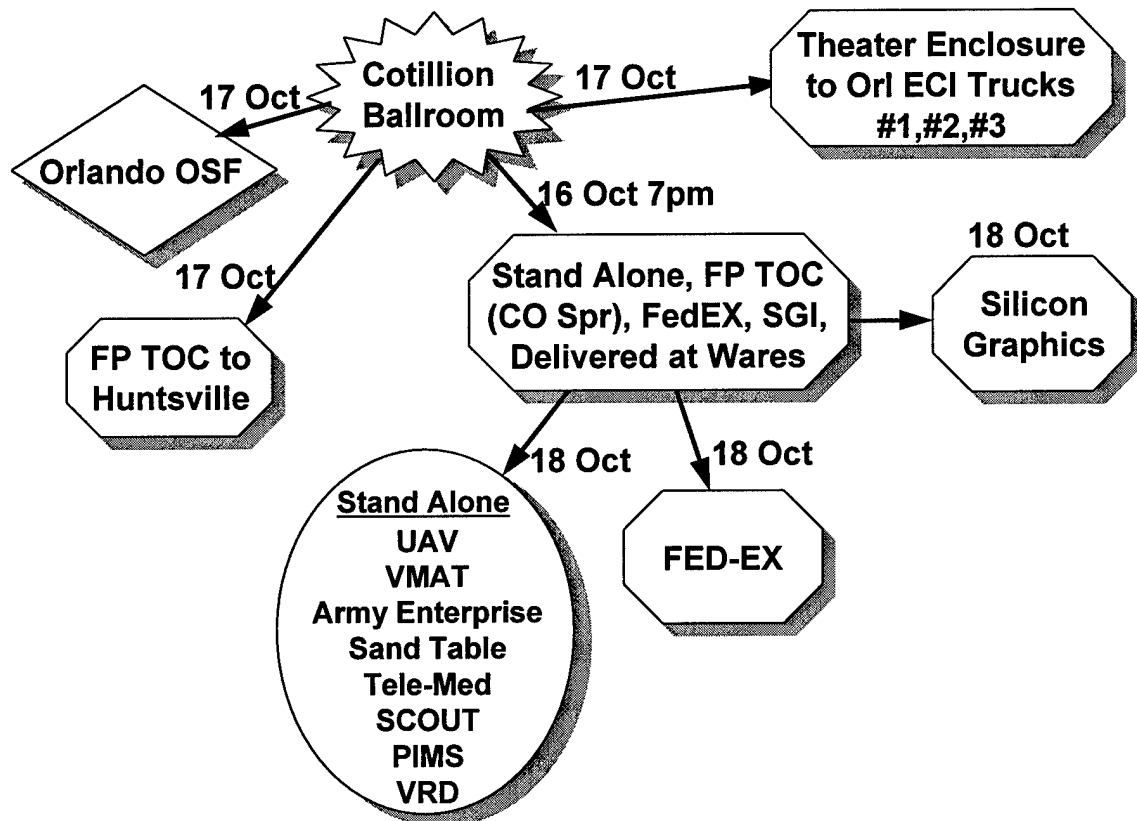 Cotillion
Ballroom
17 Oct
Theater Enclosure
to Orl ECI Trucks
#1,#2,#3
17 Oct
Orlando OSF
16 Oct 7pm
17 Oct
FP TOC to
Huntsville
Stand Alone, FP TOC
(CO Spr), FedEX, SGI,
Delivered at Wares
18 Oct
Silicon
Graphics
18 Oct
Stand Alone
UAV
VMAT
Army Enterprise
Sand Table
Tele-Med
SCOUT
PIMS
VRD
18 Oct
FED-EX